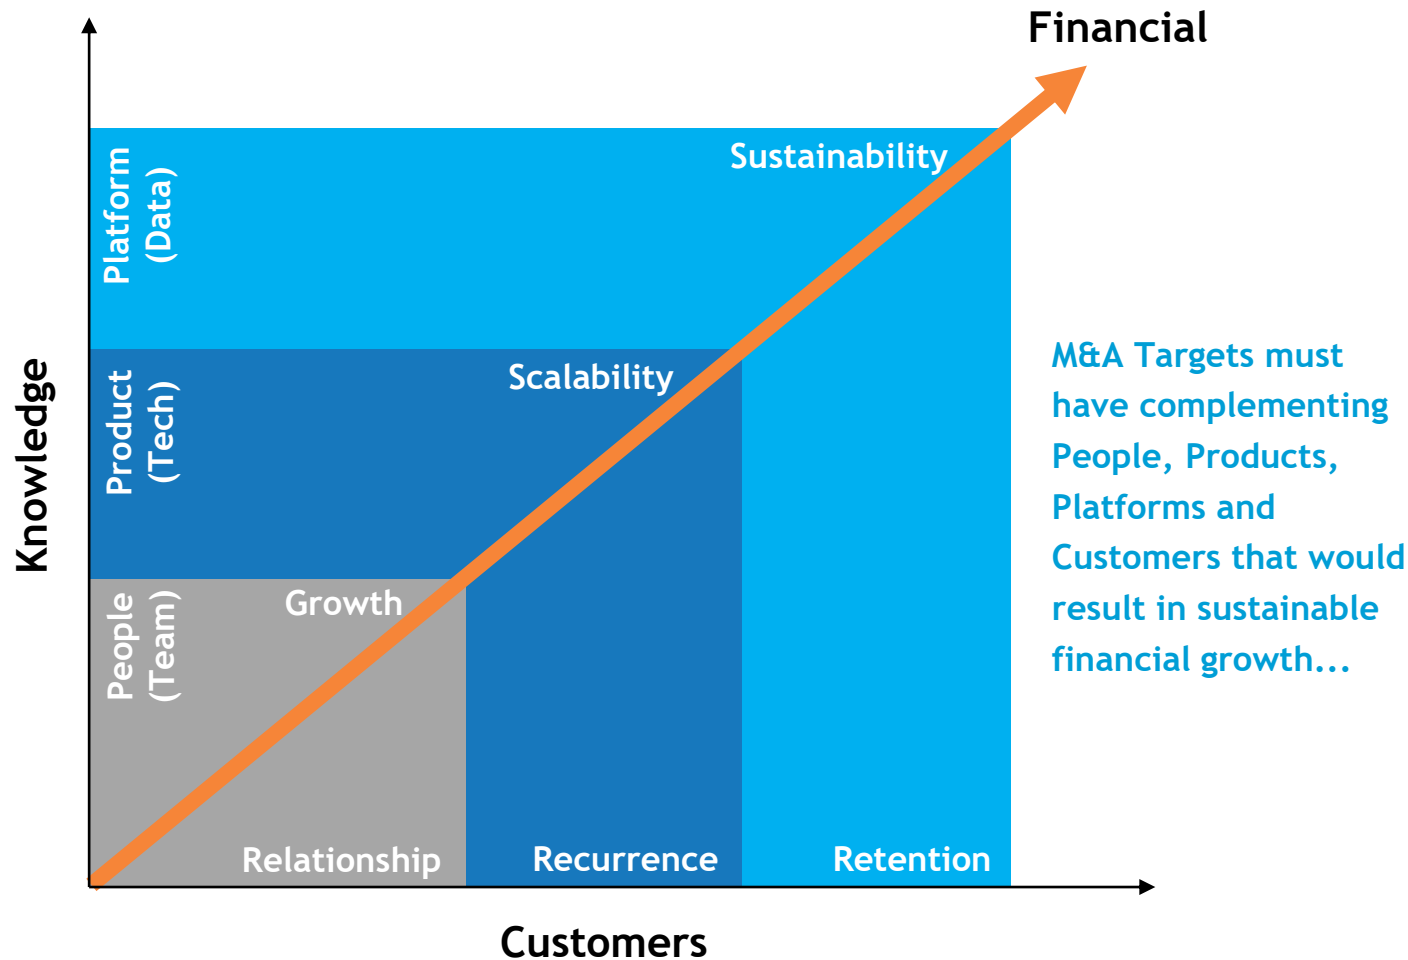 Financial
Sustainability
Platform
(Data)
Scalability
Product
(Tech)
Growth
People
(Team)
Knowledge
Relationship
Recurrence
Retention
Customers
M&A Targets must
have complementing
People, Products,
Platforms and
Customers that would
result in sustainable
financial growth...